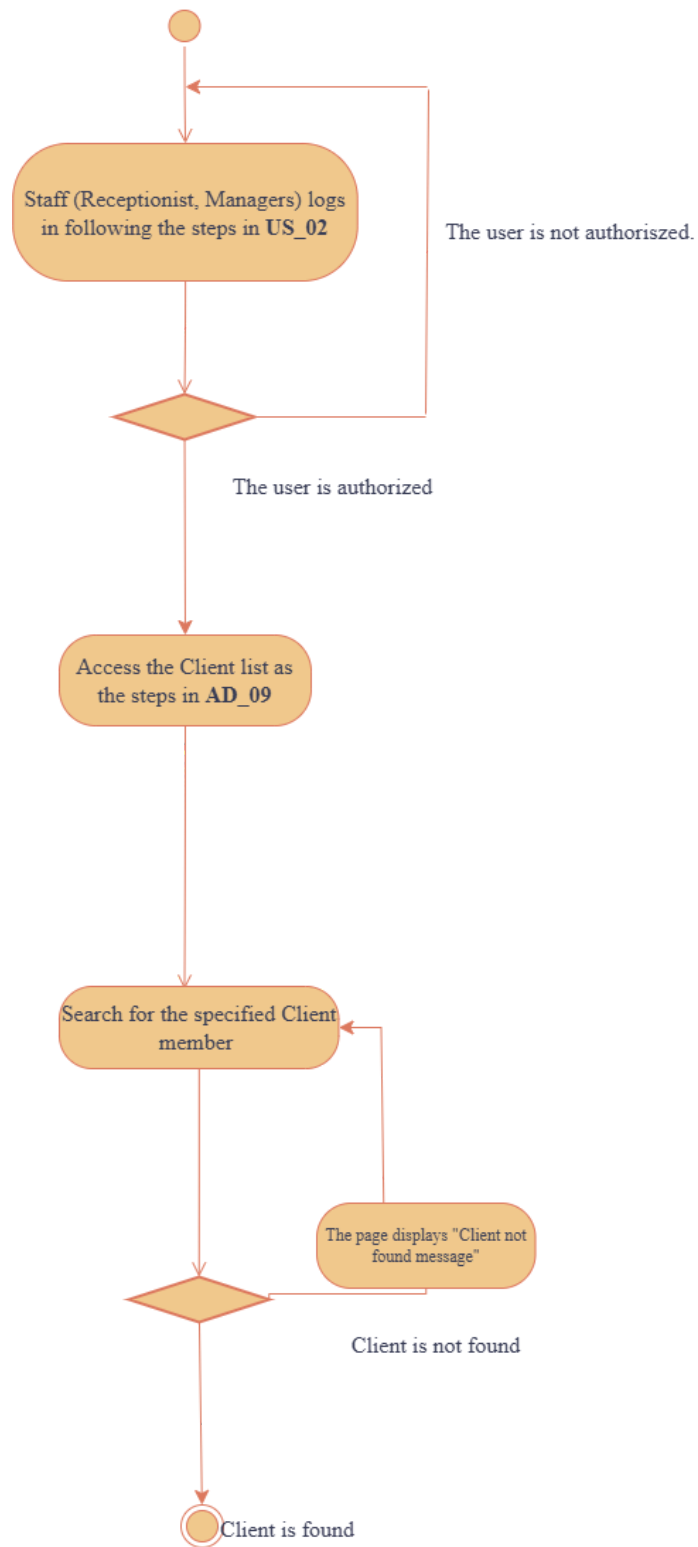 Staff (Receptionist, Managers) logs
in following the steps in US_02
The user is not authoriszed.
The user is authorized
Access the Client list as
the steps in AD_09
Search for the specified Client
member
The page displays "Client not
found message"
Client is not found
Client is found